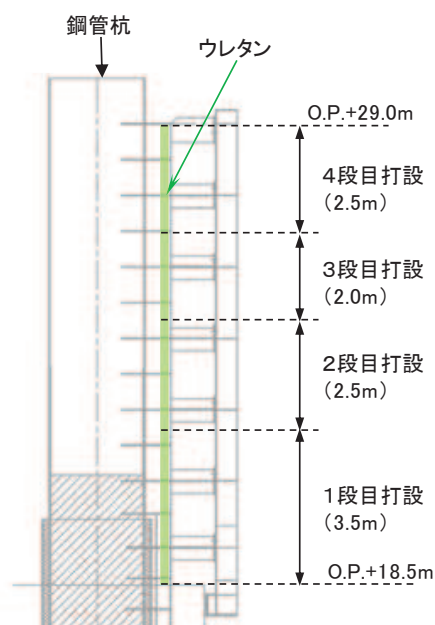 鋼管杭
ウレタン
O.P.+29.0m
4段目打設
（2.5m）
3段目打設
（2.0m）
2段目打設
（2.5m）
1段目打設
（3.5m）
O.P.+18.5m